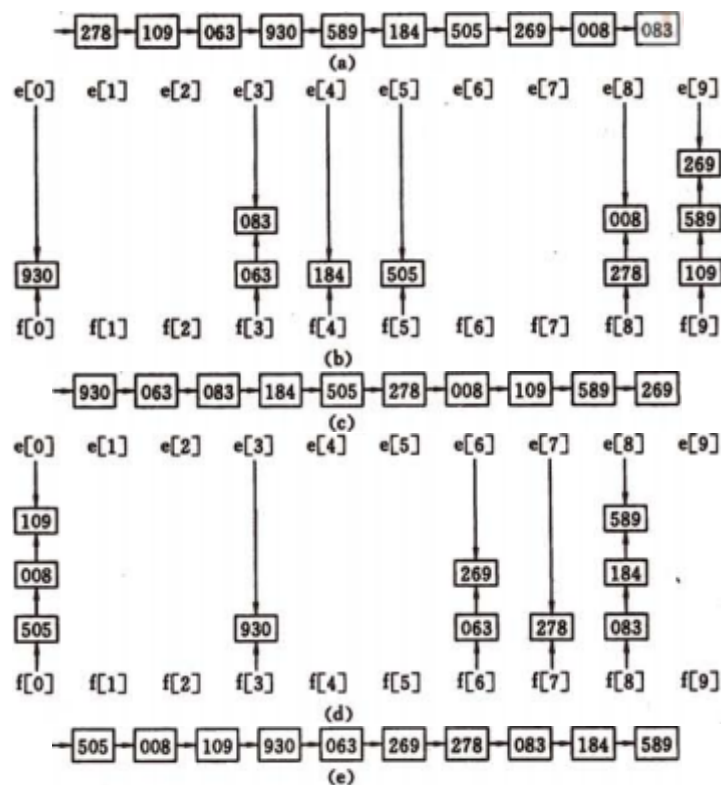 278 109 063 930 589 184 505 269 008 083
(a)
e[0] e[1] e[2] e[3] e[4] e[5] e[6] e[7] e[8] e[9]
269
083 008 589
930 063 184 505 278 109
f[0] f[1] f[2] f[3] f[4] f[5] f[6] f[7] f[8] f[9]
(b)
930 063 083 184 505 278 008 109 589 269
(c)
e[0] e[1] e[2] e[3] e[4] e[5] e[6] e[7] e[8] e[9]
109 589
008 269 184
505 930 063 278 083
f[0] f[1] f[2] f[3] f[4] f[5] f[6] f[7] f[8] f[9]
(d)
505 008 109 930 063 269 278 083 184 589
(e)